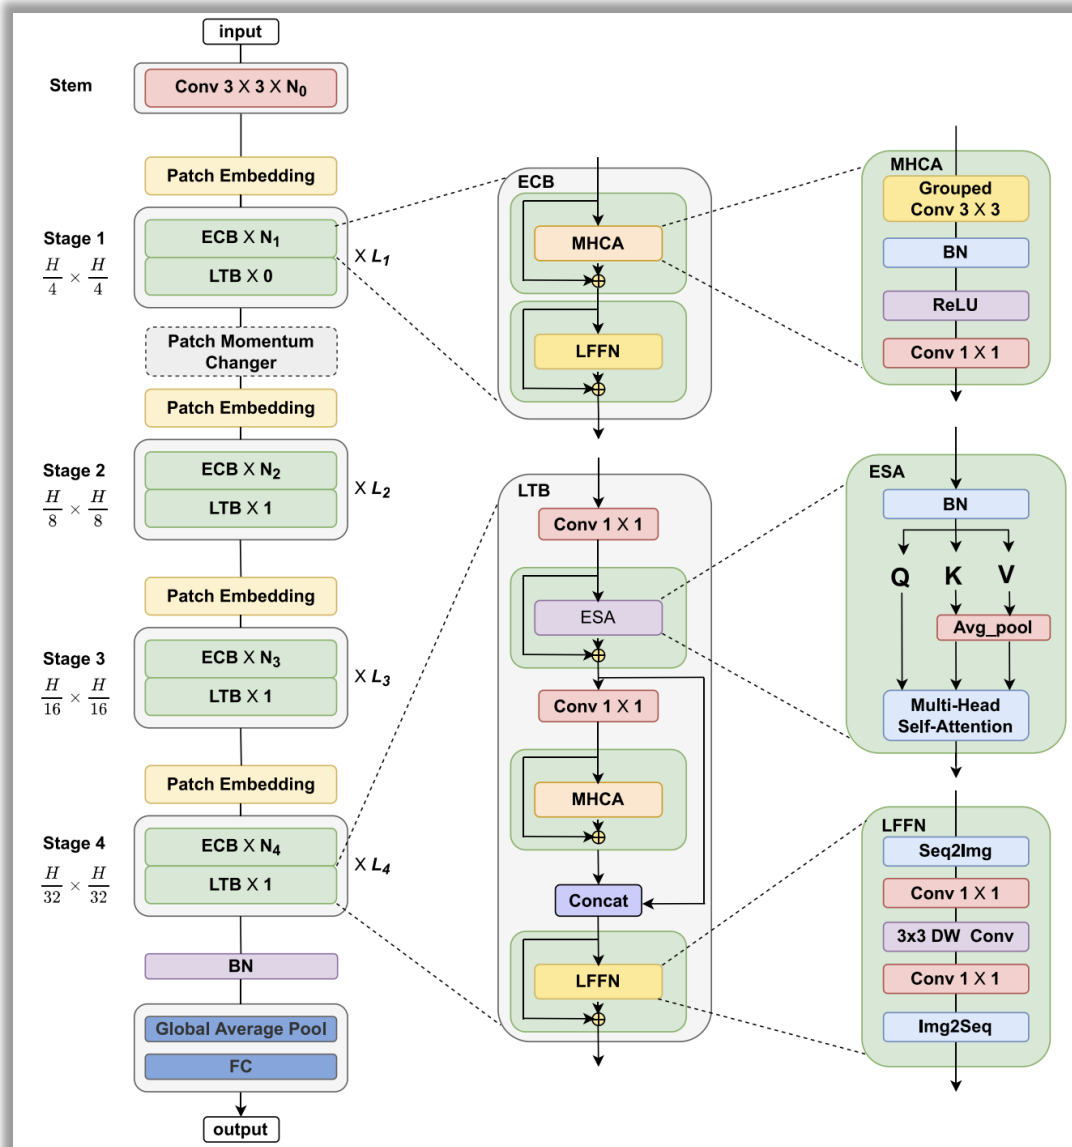 input
Stem
Conv 3 X 3 X N₀
Patch Embedding
Stage 1
H/4 × H/4
ECB X N₁
LTB X 0
X L₁
Patch Momentum
Changer
Patch Embedding
Stage 2
H/8 × H/8
ECB X N₂
LTB X 1
X L₂
Patch Embedding
Stage 3
H/16 × H/16
ECB X N₃
LTB X 1
X L₃
Patch Embedding
Stage 4
H/32 × H/32
ECB X N₄
LTB X 1
X L₄
BN
Global Average Pool
FC
output
ECB
MHCA
LFFN
LTB
Conv 1 X 1
ESA
Conv 1 X 1
MHCA
Concat
LFFN
MHCA
Grouped
Conv 3 X 3
BN
ReLU
Conv 1 X 1
ESA
BN
Q K V
Avg_pool
Multi-Head
Self-Attention
LFFN
Seq2Img
Conv 1 X 1
3x3 DW Conv
Conv 1 X 1
Img2Seq